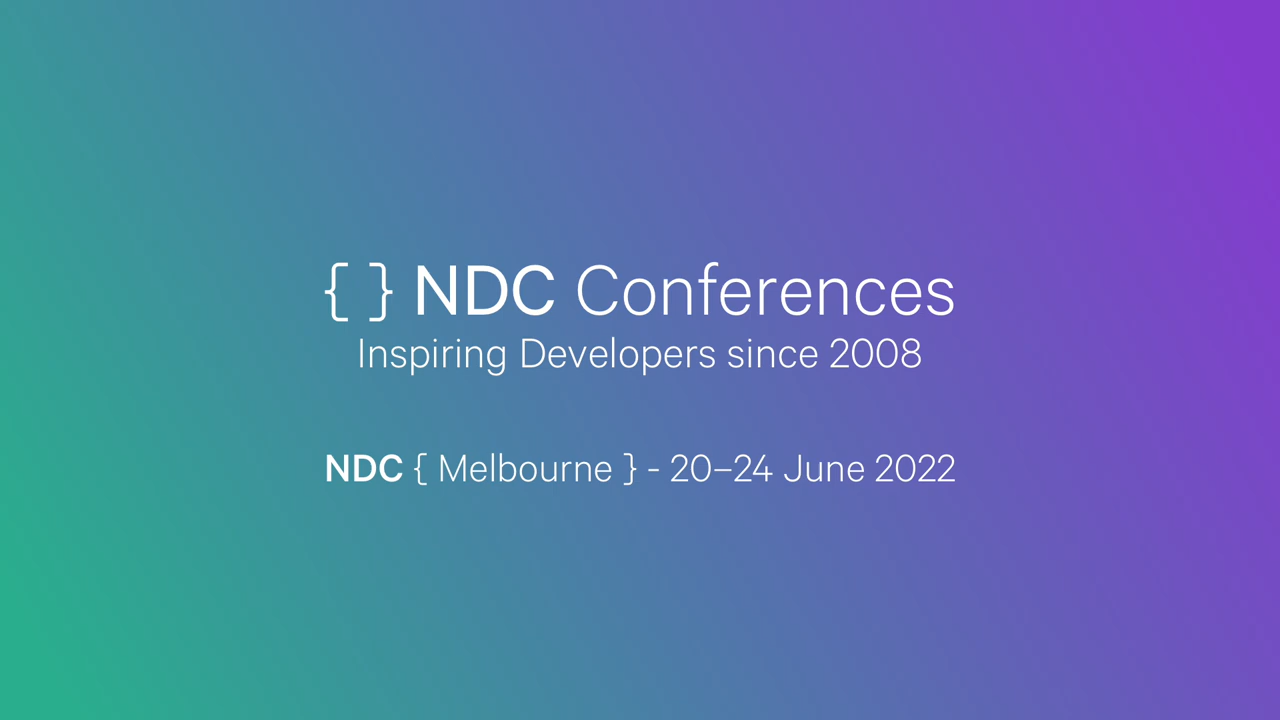 { } NDC Conferences
Inspiring Developers since 2008
NDC { Melbourne } - 20–24 June 2022